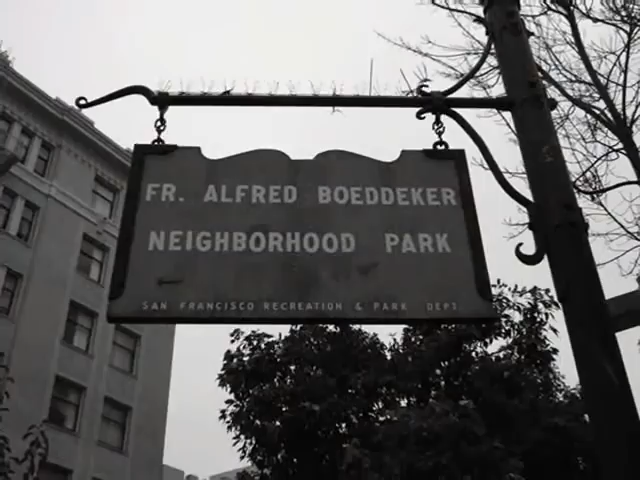 FR. ALFRED BOEDDEKER
NEIGHBORHOOD PARK
SAN FRANCISCO RECREATION & PARK DEPT.